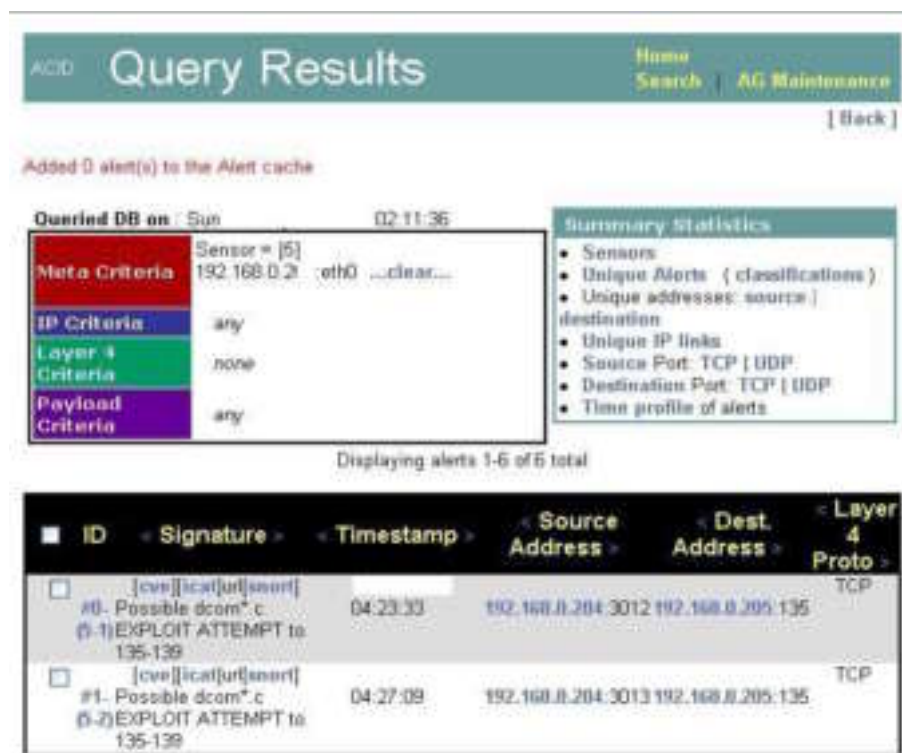 ACID Query Results
Home
Search | AG Maintenance
[ Back ]
Added 0 alert(s) to the Alert cache
Queried DB on : Sun 02:11:36
Meta Criteria
Sensor = [5]
192.168.0.2 :eth0 ...clear...
IP Criteria any
Layer 4
Criteria
none
Payload
Criteria
any
Summary Statistics
• Sensors
• Unique Alerts ( classifications )
• Unique addresses: source |
destination
• Unique IP links
• Source Port: TCP | UDP
• Destination Port: TCP | UDP
• Time profile of alerts
Displaying alerts 1-6 of 6 total
ID < Signature > < Timestamp > < Source Address > < Dest. Address > < Layer 4 Proto >
#0-(5-1)
[cve][icat][url][snort]
Possible dcom*.c
EXPLOIT ATTEMPT to
135-139
04:23:33 192.168.0.204:3012 192.168.0.205:135 TCP
#1-(5-2)
[cve][icat][url][snort]
Possible dcom*.c
EXPLOIT ATTEMPT to
135-139
04:27:09 192.168.0.204:3013 192.168.0.205:135 TCP